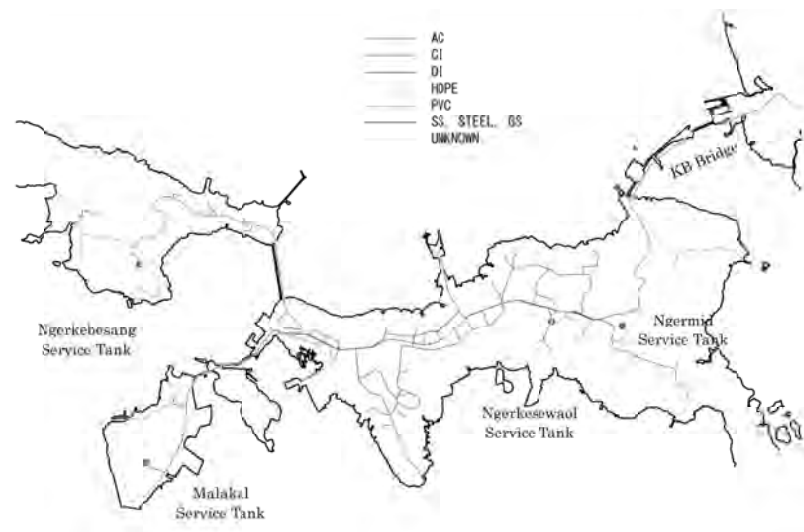 AC
CI
DI
HDPE
PVC
SS, STEEL, GS
UNKNOWN
KB Bridge
Ngerkebesang
Service Tank
Ngermid
Service Tank
Ngerkesewaol
Service Tank
Malakal
Service Tank